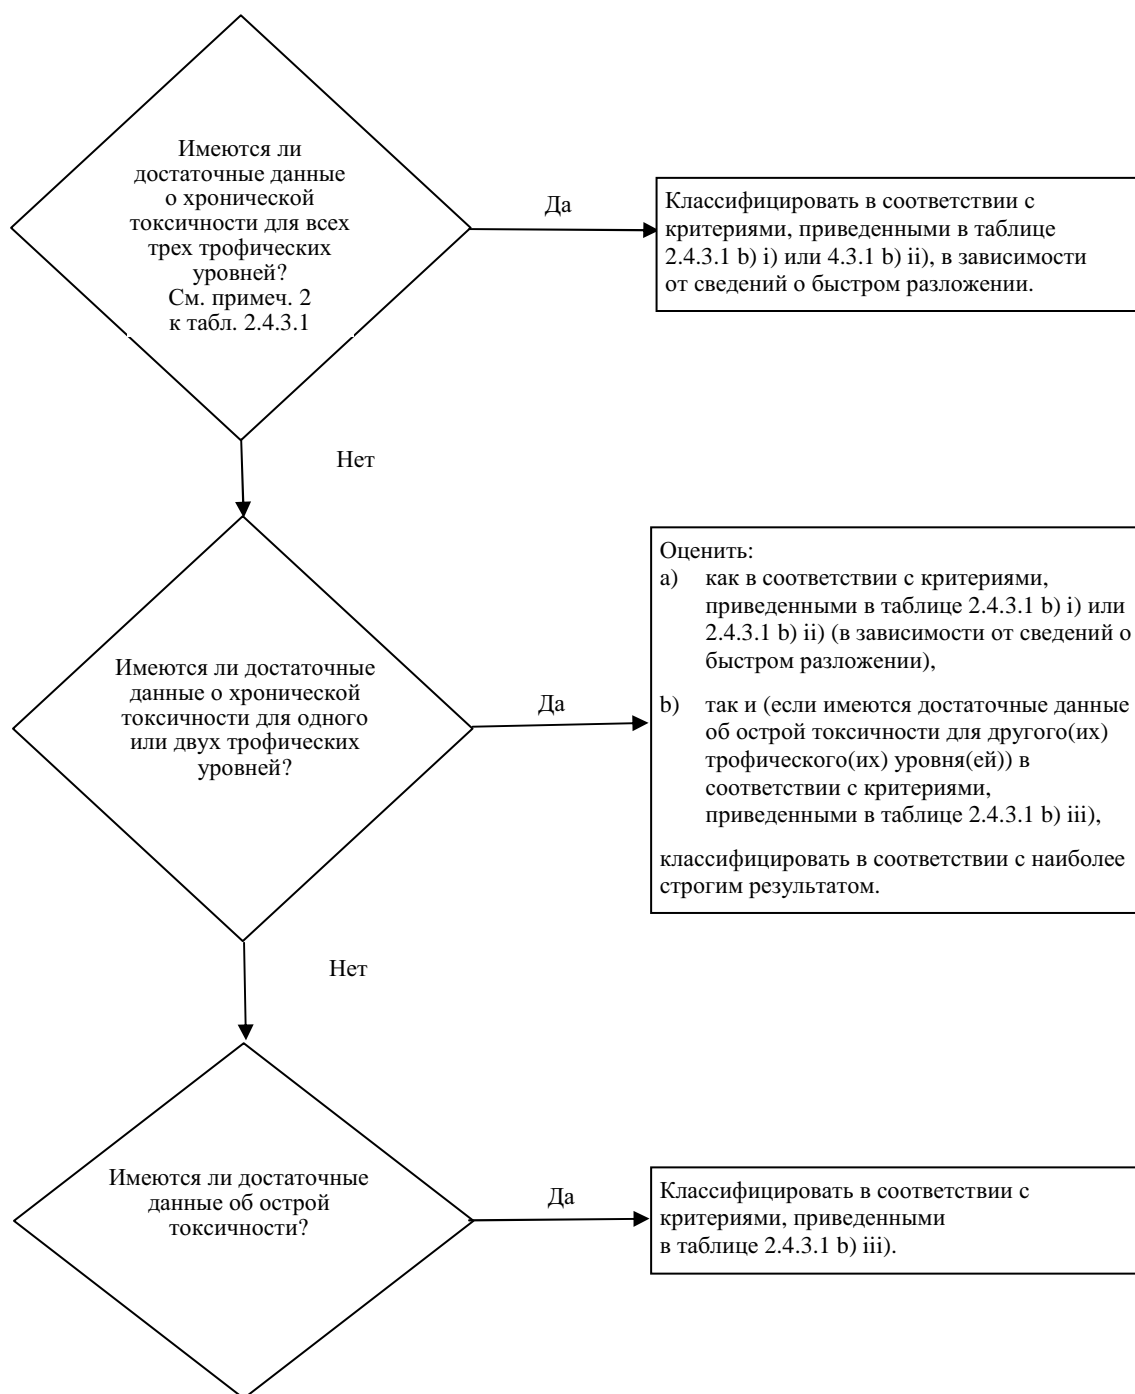 Имеются ли
достаточные данные
о хронической
токсичности для всех
трех трофических
уровней?
См. примеч. 2
к табл. 2.4.3.1
Да
Классифицировать в соответствии с
критериями, приведенными в таблице
2.4.3.1 b) i) или 4.3.1 b) ii), в зависимости
от сведений о быстром разложении.
Нет
Имеются ли достаточные
данные о хронической
токсичности для одного
или двух трофических
уровней?
Да
Оценить:
a) как в соответствии с критериями,
приведенными в таблице 2.4.3.1 b) i) или
2.4.3.1 b) ii) (в зависимости от сведений о
быстром разложении),
b) так и (если имеются достаточные данные
об острой токсичности для другого(их)
трофического(их) уровня(ей)) в
соответствии с критериями,
приведенными в таблице 2.4.3.1 b) iii),
классифицировать в соответствии с наиболее
строгим результатом.
Нет
Имеются ли достаточные
данные об острой
токсичности?
Да
Классифицировать в соответствии с
критериями, приведенными
в таблице 2.4.3.1 b) iii).